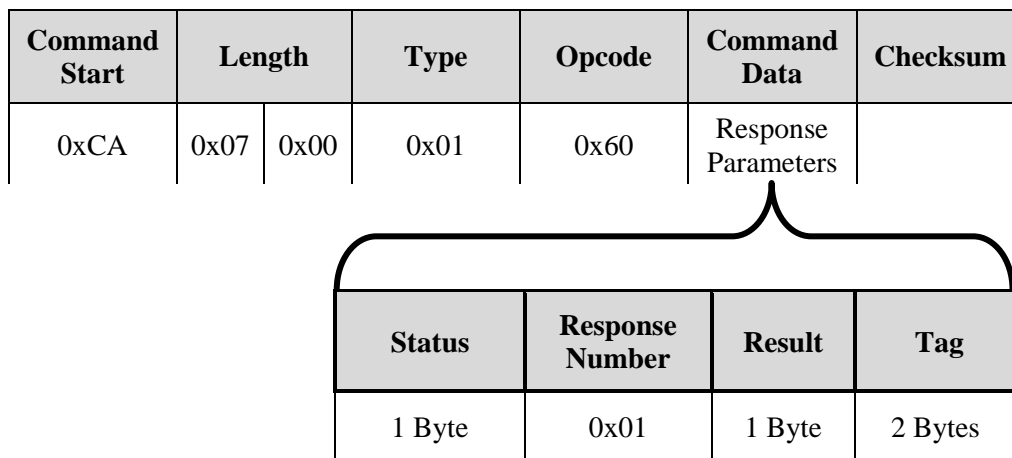 Command Start Length Type Opcode Command Data Checksum
0xCA 0x07 0x00 0x01 0x60 Response Parameters
Status Response Number Result Tag
1 Byte 0x01 1 Byte 2 Bytes